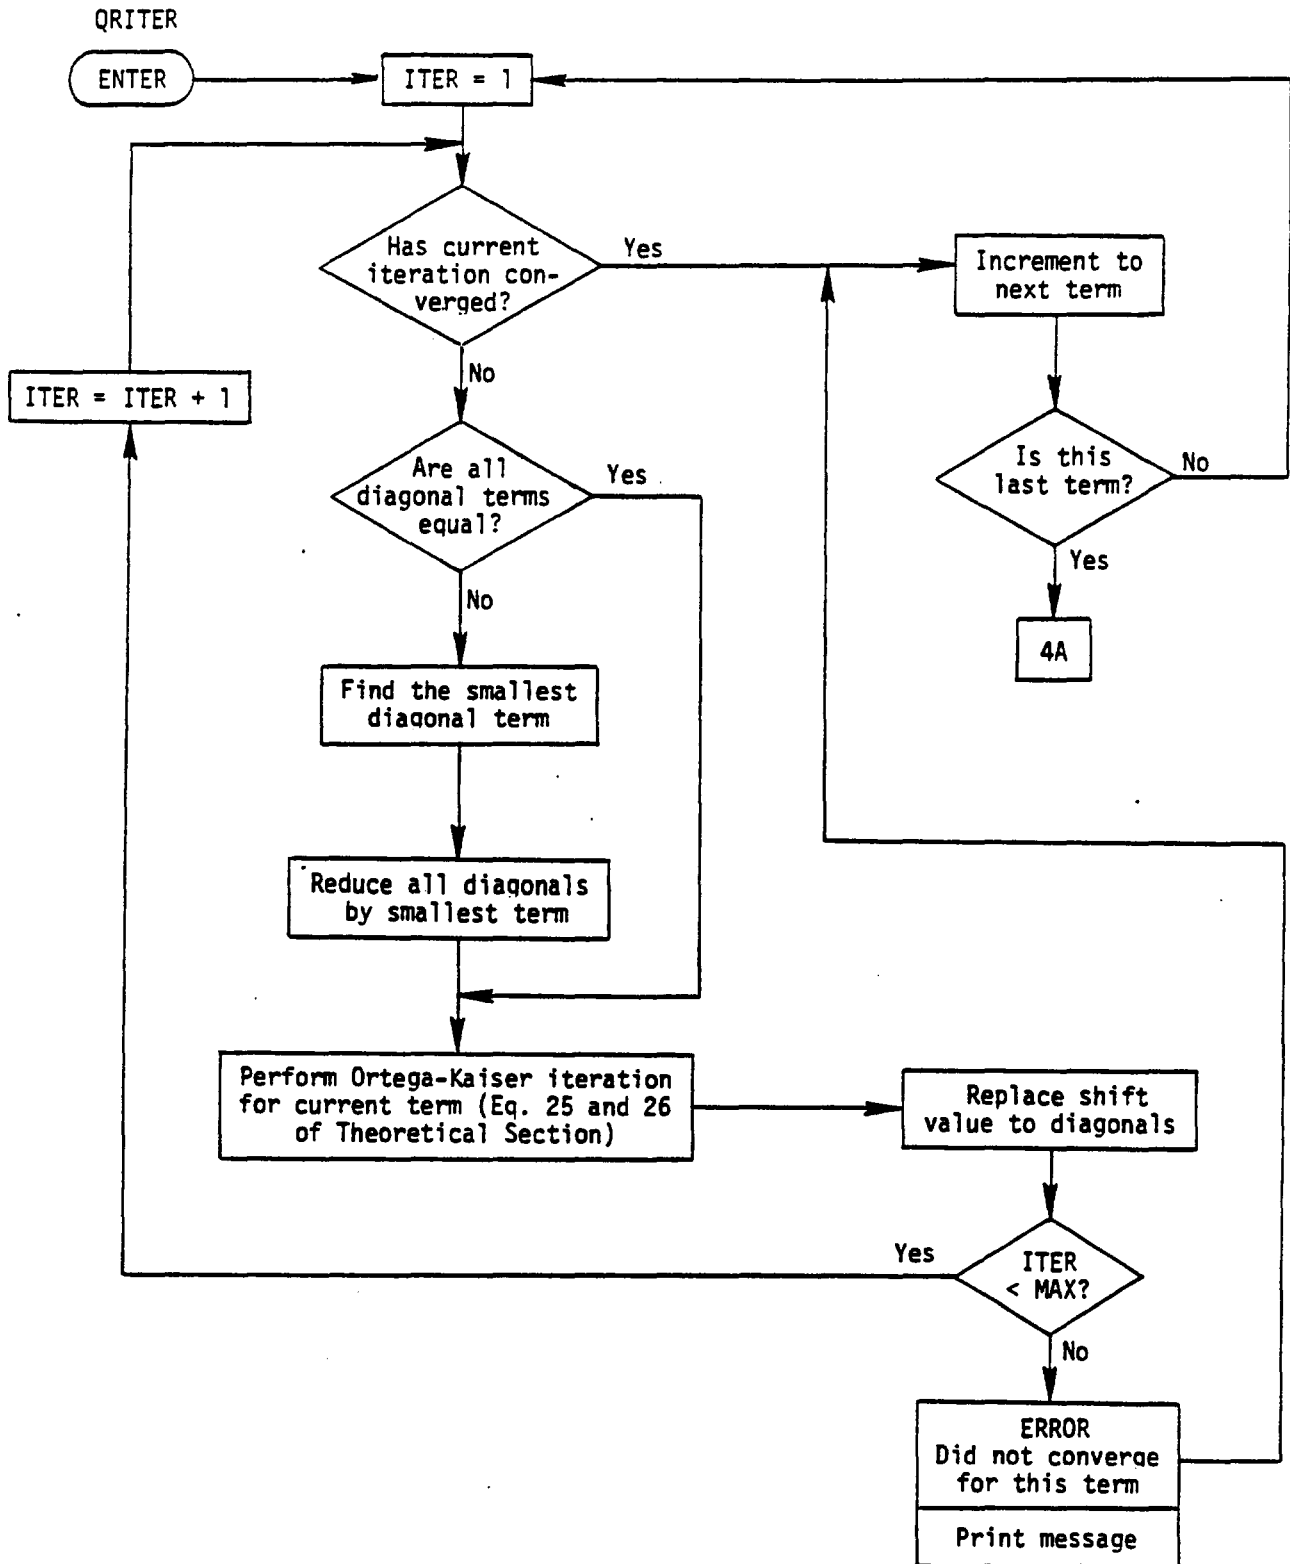 QRITER
ENTER
ITER = 1
Has current
iteration con-
verged?
Yes
Increment to
next term
No
ITER = ITER + 1
Is this
last term?
No
Are all
diagonal terms
equal?
Yes
Yes
No
4A
Find the smallest
diagonal term
Reduce all diagonals
by smallest term
Perform Ortega-Kaiser iteration
for current term (Eq. 25 and 26
of Theoretical Section)
Replace shift
value to diagonals
Yes
ITER
< MAX?
No
ERROR
Did not converge
for this term
Print message